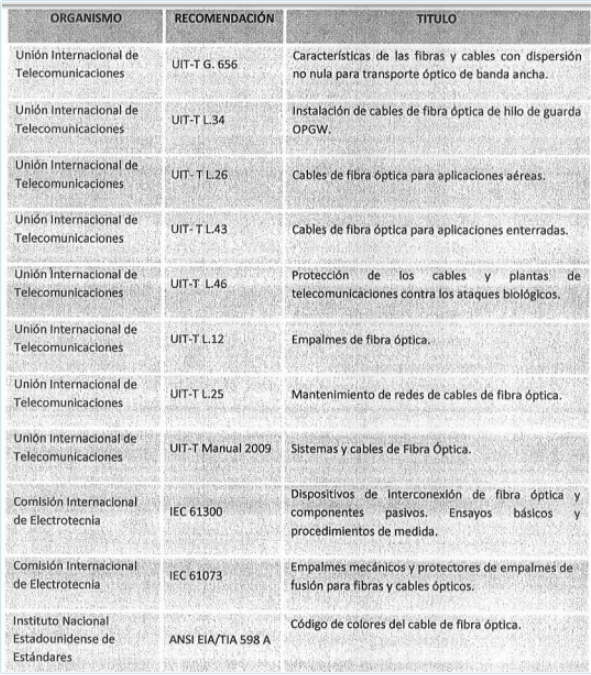 ORGANISMO RECOMENDACIÓN TITULO
Unión Internacional de
Telecomunicaciones
UIT-T G. 656
Características de las fibras y cables con dispersión
no nula para transporte óptico de banda ancha.
Unión Internacional de
Telecomunicaciones
UIT-T L.34
Instalación de cables de fibra óptica de hilo de guarda
OPGW.
Unión Internacional de
Telecomunicaciones
UIT- T L.26
Cables de fibra óptica para aplicaciones aéreas.
Unión Internacional de
Telecomunicaciones
UIT- T L.43
Cables de fibra óptica para aplicaciones enterradas.
Unión Internacional de
Telecomunicaciones
UIT-T L.46
Protección de los cables y plantas de
telecomunicaciones contra los ataques biológicos.
Unión Internacional de
Telecomunicaciones
UIT-T L.12
Empalmes de fibra óptica.
Unión Internacional de
Telecomunicaciones
UIT-T L.25
Mantenimiento de redes de cables de fibra óptica.
Unión Internacional de
Telecomunicaciones
UIT-T Manual 2009
Sistemas y cables de Fibra Óptica.
Comisión Internacional
de Electrotecnia
IEC 61300
Dispositivos de interconexión de fibra óptica y
componentes pasivos. Ensayos básicos y
procedimientos de medida.
Comisión Internacional
de Electrotecnia
IEC 61073
Empalmes mecánicos y protectores de empalmes de
fusión para fibras y cables ópticos.
Instituto Nacional
Estadounidense de
Estándares
ANSI EIA/TIA 598 A
Código de colores del cable de fibra óptica.